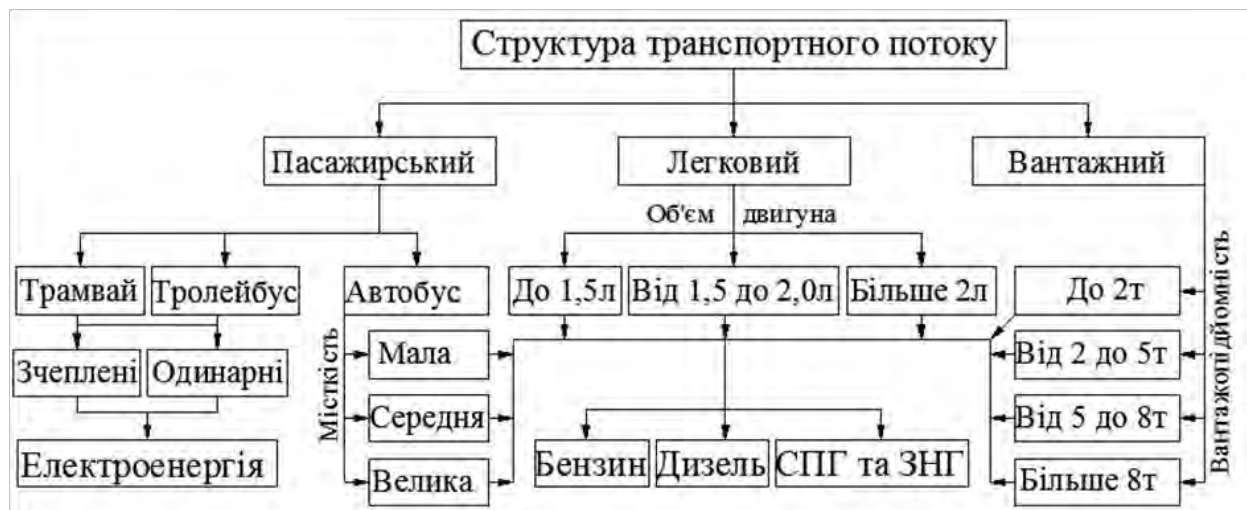 Структура транспортного потоку
Пасажирський
Легковий
Вантажний
Об'єм двигуна
Трамвай
Тролейбус
Автобус
До 1,5л
Від 1,5 до 2,0л
Більше 2л
До 2т
Зчеплені
Одинарні
Місткість
Мала
Середня
Велика
Від 2 до 5т
Від 5 до 8т
Більше 8т
Вантажопідйомність
Електроенергія
Бензин
Дизель
СПГ та ЗНГ